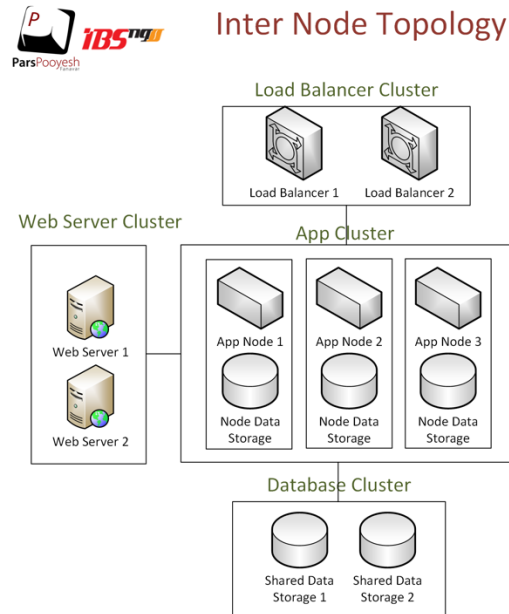 P
ParsPooyesh
Fanavar
IBSng
Inter Node Topology
Load Balancer Cluster
Load Balancer 1
Load Balancer 2
Web Server Cluster
Web Server 1
Web Server 2
App Cluster
App Node 1
Node Data
Storage
App Node 2
Node Data
Storage
App Node 3
Node Data
Storage
Database Cluster
Shared Data
Storage 1
Shared Data
Storage 2